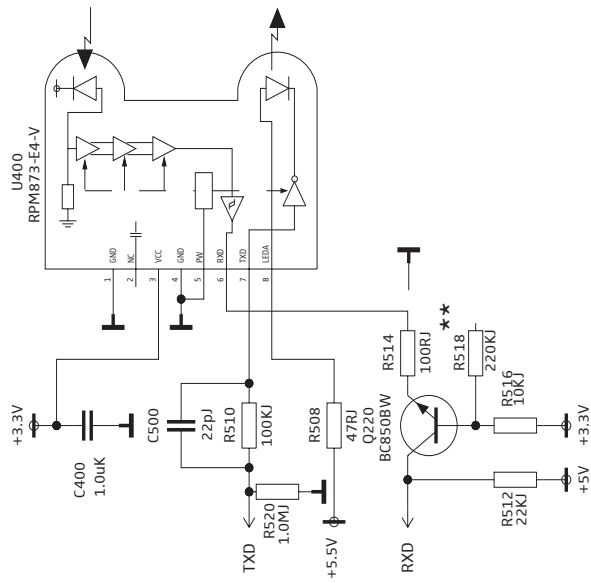 U400
RPM873-E4-V
GND
NC
VCC
GND
PW
RXD
TXD
LEDA
1
2
3
4
5
6
7
8
+3.3V
C400
1.0uK
C500
22pJ
R510
100KJ
R520
1.0MJ
TXD
R508
47RJ
+5.5V
Q220
BC850BW
R514
100RJ
**
R518
220KJ
R516
10KJ
+3.3V
RXD
R512
22KJ
+5V